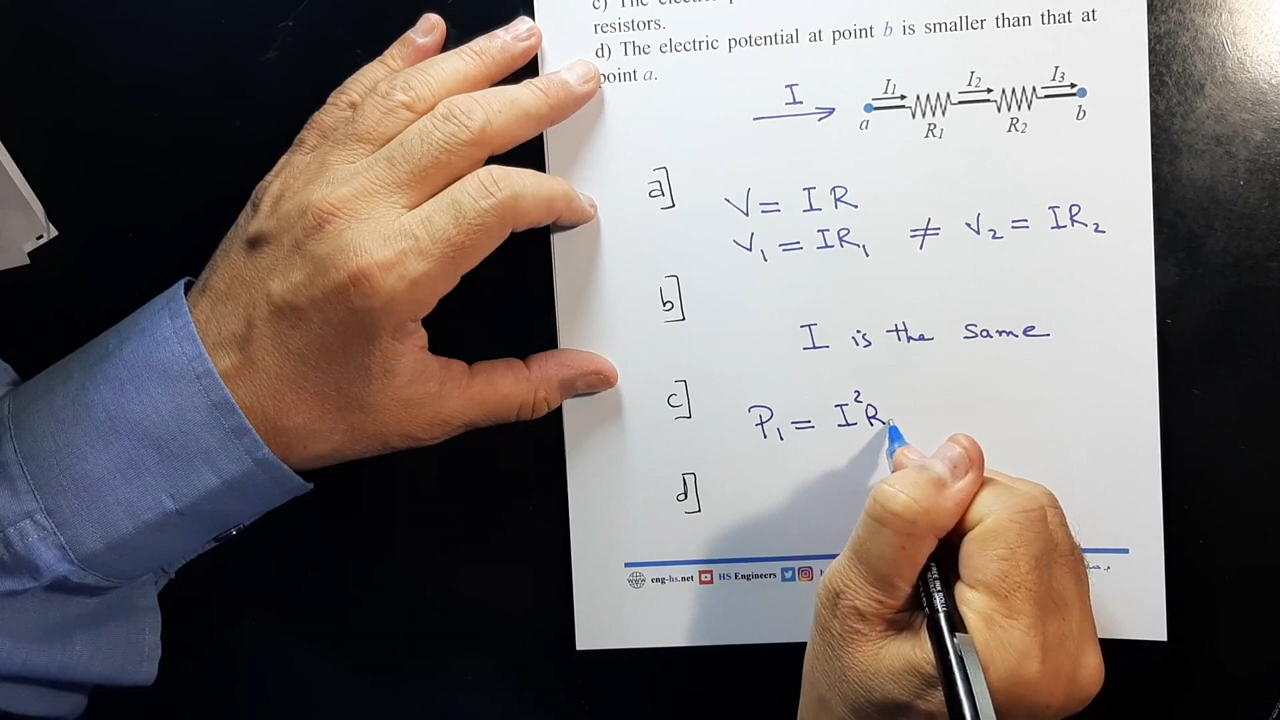 c) The
resistors.
d) The electric potential at point b is smaller than that at
point a.
I
I₁ I₂ I₃
a R₁ R₂ b
a]
V = IR
V₁ = IR₁ ≠ V₂ = IR₂
b]
I is the same
c]
P₁ = I²R
d]
eng-hs.net HS Engineers